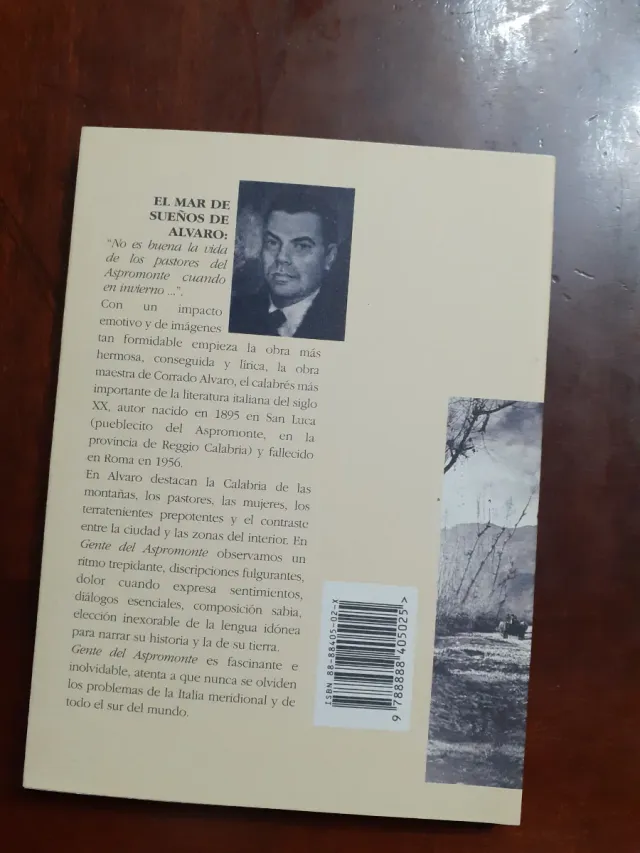 EL MAR DE
SUEÑOS DE
ALVARO:
"No es buena la vida
de los pastores del
Aspromonte cuando
en invierno ...".
Con un impacto
emotivo y de imágenes
tan formidable empieza la obra más
hermosa, conseguida y lírica, la obra
maestra de Corrado Alvaro, el calabrés más
importante de la literatura italiana del siglo
XX, autor nacido en 1895 en San Luca
(pueblecito del Aspromonte, en la
provincia de Reggio Calabria) y fallecido
en Roma en 1956.
En Alvaro destacan la Calabria de las
montañas, los pastores, las mujeres, los
terratenientes prepotentes y el contraste
entre la ciudad y las zonas del interior. En
Gente del Aspromonte observamos un
ritmo trepidante, discripciones fulgurantes,
dolor cuando expresa sentimientos,
diálogos esenciales, composición sabia,
elección inexorable de la lengua idónea
para narrar su historia y la de su tierra.
Gente del Aspromonte es fascinante e
inolvidable, atenta a que nunca se olviden
los problemas de la Italia meridional y de
todo el sur del mundo.
ISBN 88-88405-02-X
9 788888 405025 >